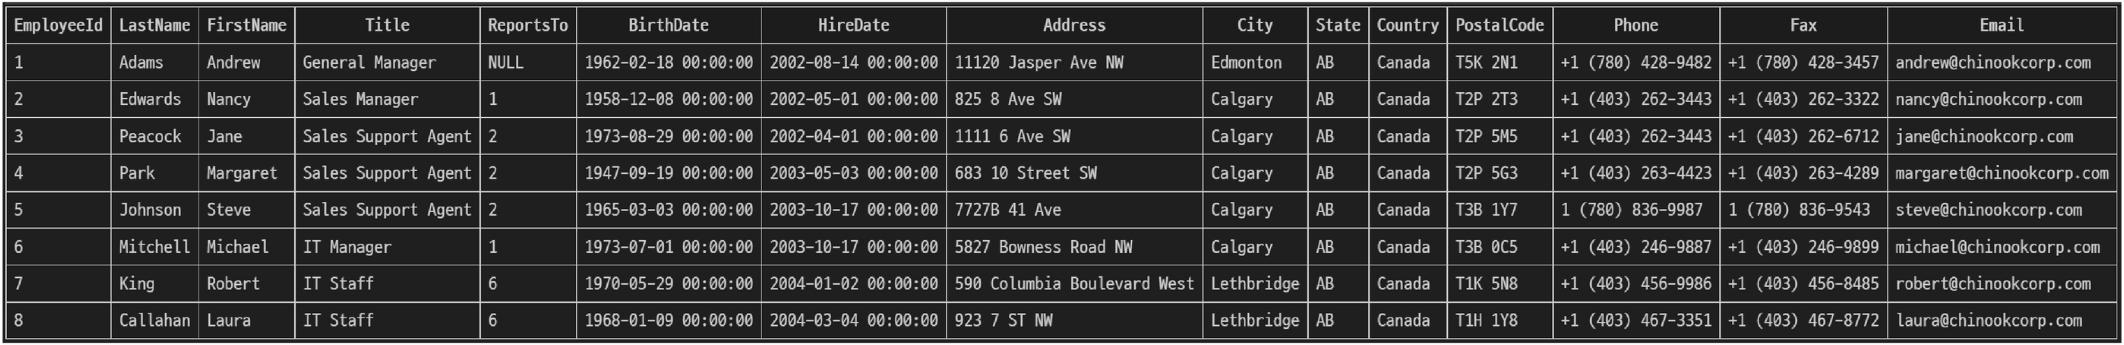 EmployeeId LastName FirstName Title ReportsTo BirthDate HireDate Address City State Country PostalCode Phone Fax Email
1 Adams Andrew General Manager NULL 1962-02-18 00:00:00 2002-08-14 00:00:00 11120 Jasper Ave NW Edmonton AB Canada T5K 2N1 +1 (780) 428-9482 +1 (780) 428-3457 andrew@chinookcorp.com
2 Edwards Nancy Sales Manager 1 1958-12-08 00:00:00 2002-05-01 00:00:00 825 8 Ave SW Calgary AB Canada T2P 2T3 +1 (403) 262-3443 +1 (403) 262-3322 nancy@chinookcorp.com
3 Peacock Jane Sales Support Agent 2 1973-08-29 00:00:00 2002-04-01 00:00:00 1111 6 Ave SW Calgary AB Canada T2P 5M5 +1 (403) 262-3443 +1 (403) 262-6712 jane@chinookcorp.com
4 Park Margaret Sales Support Agent 2 1947-09-19 00:00:00 2003-05-03 00:00:00 683 10 Street SW Calgary AB Canada T2P 5G3 +1 (403) 263-4423 +1 (403) 263-4289 margaret@chinookcorp.com
5 Johnson Steve Sales Support Agent 2 1965-03-03 00:00:00 2003-10-17 00:00:00 7727B 41 Ave Calgary AB Canada T3B 1Y7 1 (780) 836-9987 1 (780) 836-9543 steve@chinookcorp.com
6 Mitchell Michael IT Manager 1 1973-07-01 00:00:00 2003-10-17 00:00:00 5827 Bowness Road NW Calgary AB Canada T3B 0C5 +1 (403) 246-9887 +1 (403) 246-9899 michael@chinookcorp.com
7 King Robert IT Staff 6 1970-05-29 00:00:00 2004-01-02 00:00:00 590 Columbia Boulevard West Lethbridge AB Canada T1K 5N8 +1 (403) 456-9986 +1 (403) 456-8485 robert@chinookcorp.com
8 Callahan Laura IT Staff 6 1968-01-09 00:00:00 2004-03-04 00:00:00 923 7 ST NW Lethbridge AB Canada T1H 1Y8 +1 (403) 467-3351 +1 (403) 467-8772 laura@chinookcorp.com